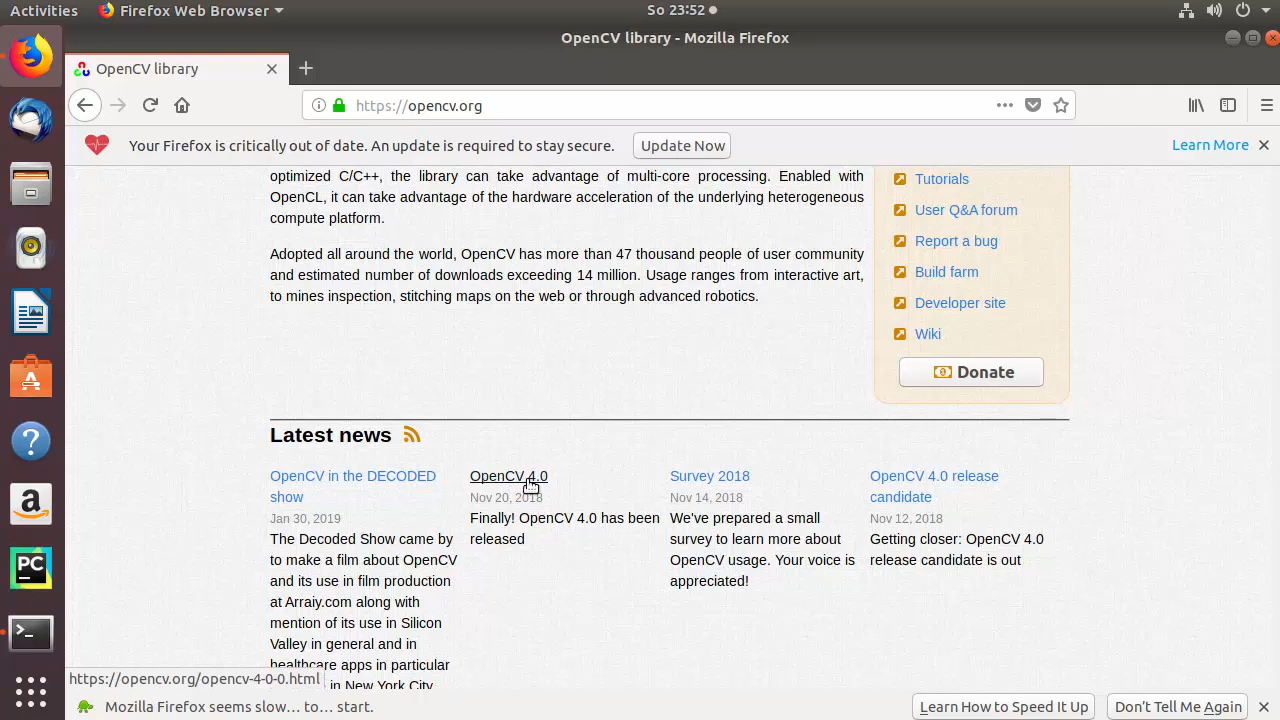 Activities
Firefox Web Browser
So 23:52
OpenCV library - Mozilla Firefox
OpenCV library
https://opencv.org
Your Firefox is critically out of date. An update is required to stay secure.
Update Now
Learn More
optimized C/C++, the library can take advantage of multi-core processing. Enabled with
OpenCL, it can take advantage of the hardware acceleration of the underlying heterogeneous
compute platform.
Adopted all around the world, OpenCV has more than 47 thousand people of user community
and estimated number of downloads exceeding 14 million. Usage ranges from interactive art,
to mines inspection, stitching maps on the web or through advanced robotics.
Tutorials
User Q&A forum
Report a bug
Build farm
Developer site
Wiki
Donate
Latest news
OpenCV in the DECODED
show
Jan 30, 2019
The Decoded Show came by
to make a film about OpenCV
and its use in film production
at Arraiy.com along with
mention of its use in Silicon
Valley in general and in
healthcare apps in particular
in New York City
OpenCV 4.0
Nov 20, 2018
Finally! OpenCV 4.0 has been
released
Survey 2018
Nov 14, 2018
We've prepared a small
survey to learn more about
OpenCV usage. Your voice is
appreciated!
OpenCV 4.0 release
candidate
Nov 12, 2018
Getting closer: OpenCV 4.0
release candidate is out
https://opencv.org/opencv-4-0-0.html
Mozilla Firefox seems slow… to… start.
Learn How to Speed It Up
Don't Tell Me Again
PC